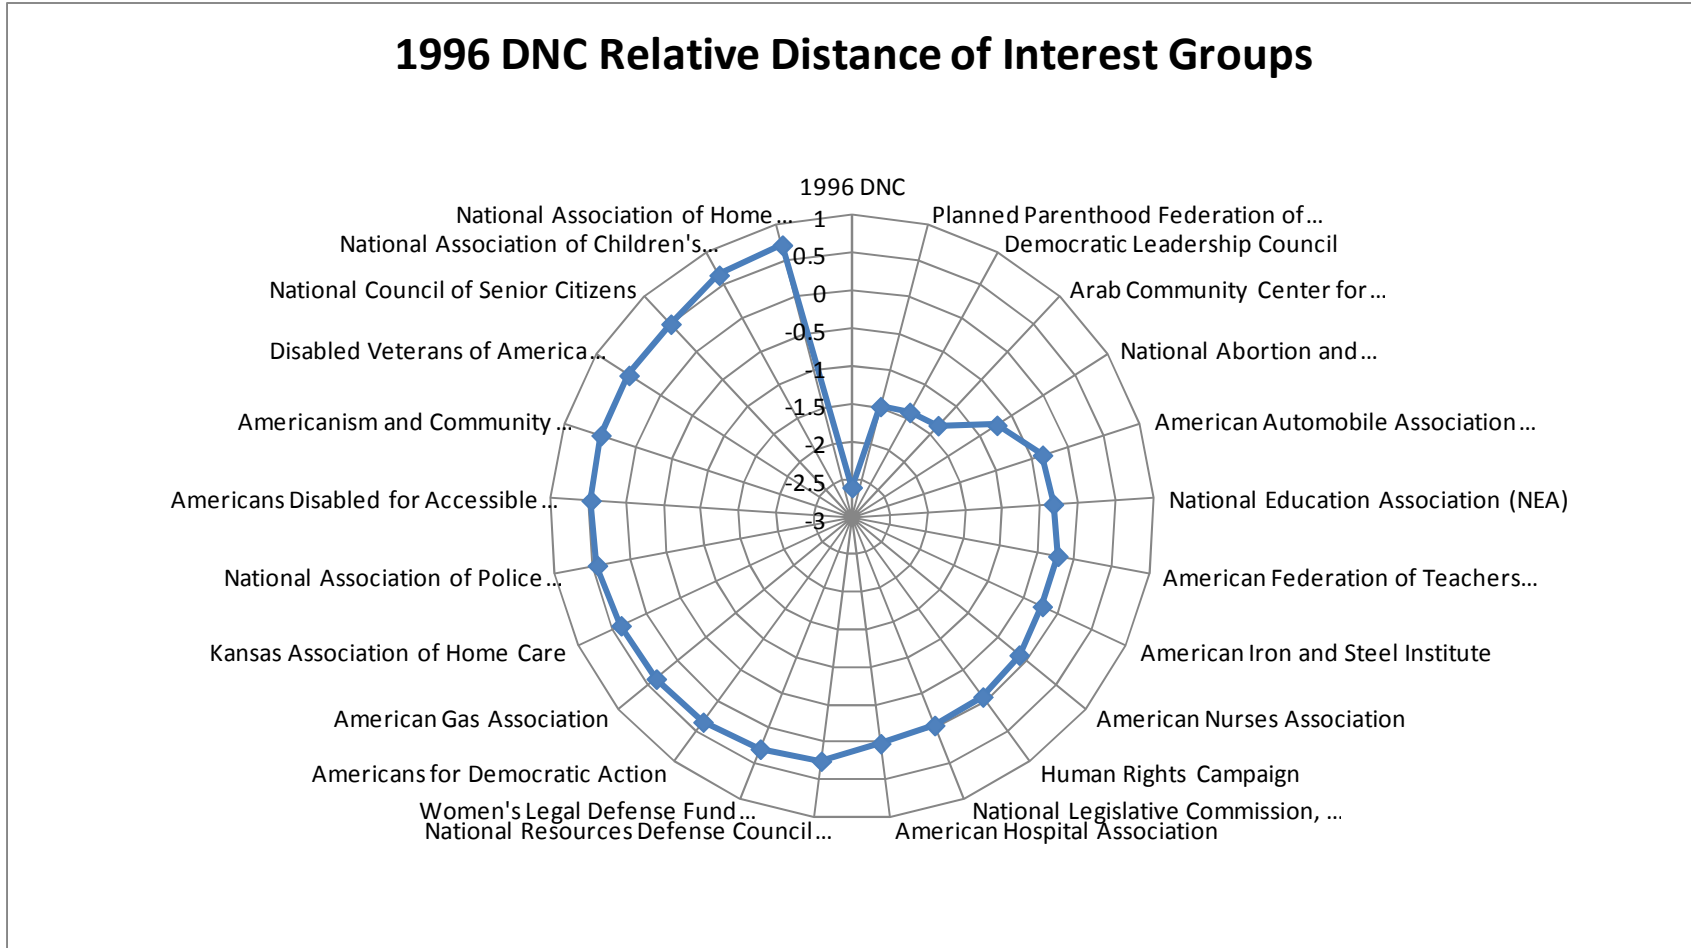 1996 DNC Relative Distance of Interest Groups
1996 DNC
National Association of Home...
Planned Parenthood Federation of...
1
National Association of Children's...
Democratic Leadership Council
0.5
National Council of Senior Citizens
0
Arab Community Center for...
-0.5
Disabled Veterans of America...
National Abortion and...
-1
-1.5
Americanism and Community ...
American Automobile Association...
-2
-2.5
Americans Disabled for Accessible ...
National Education Association (NEA)
-3
National Association of Police ...
American Federation of Teachers...
Kansas Association of Home Care
American Iron and Steel Institute
American Gas Association
American Nurses Association
Americans for Democratic Action
Human Rights Campaign
Women's Legal Defense Fund...
National Legislative Commission, ...
National Resources Defense Council...
American Hospital Association